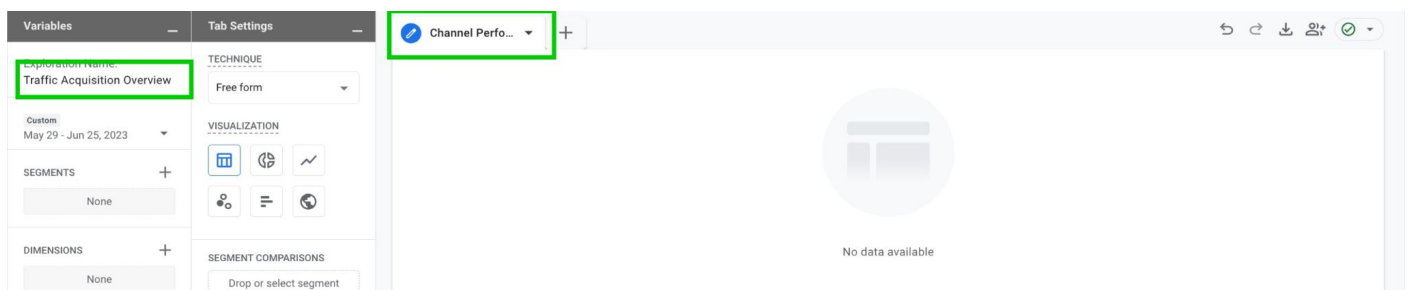 Variables
Exploration Name:
Traffic Acquisition Overview
Custom
May 29 - Jun 25, 2023
SEGMENTS
None
DIMENSIONS
None
Tab Settings
TECHNIQUE
Free form
VISUALIZATION
SEGMENT COMPARISONS
Drop or select segment
Channel Perfo...
No data available